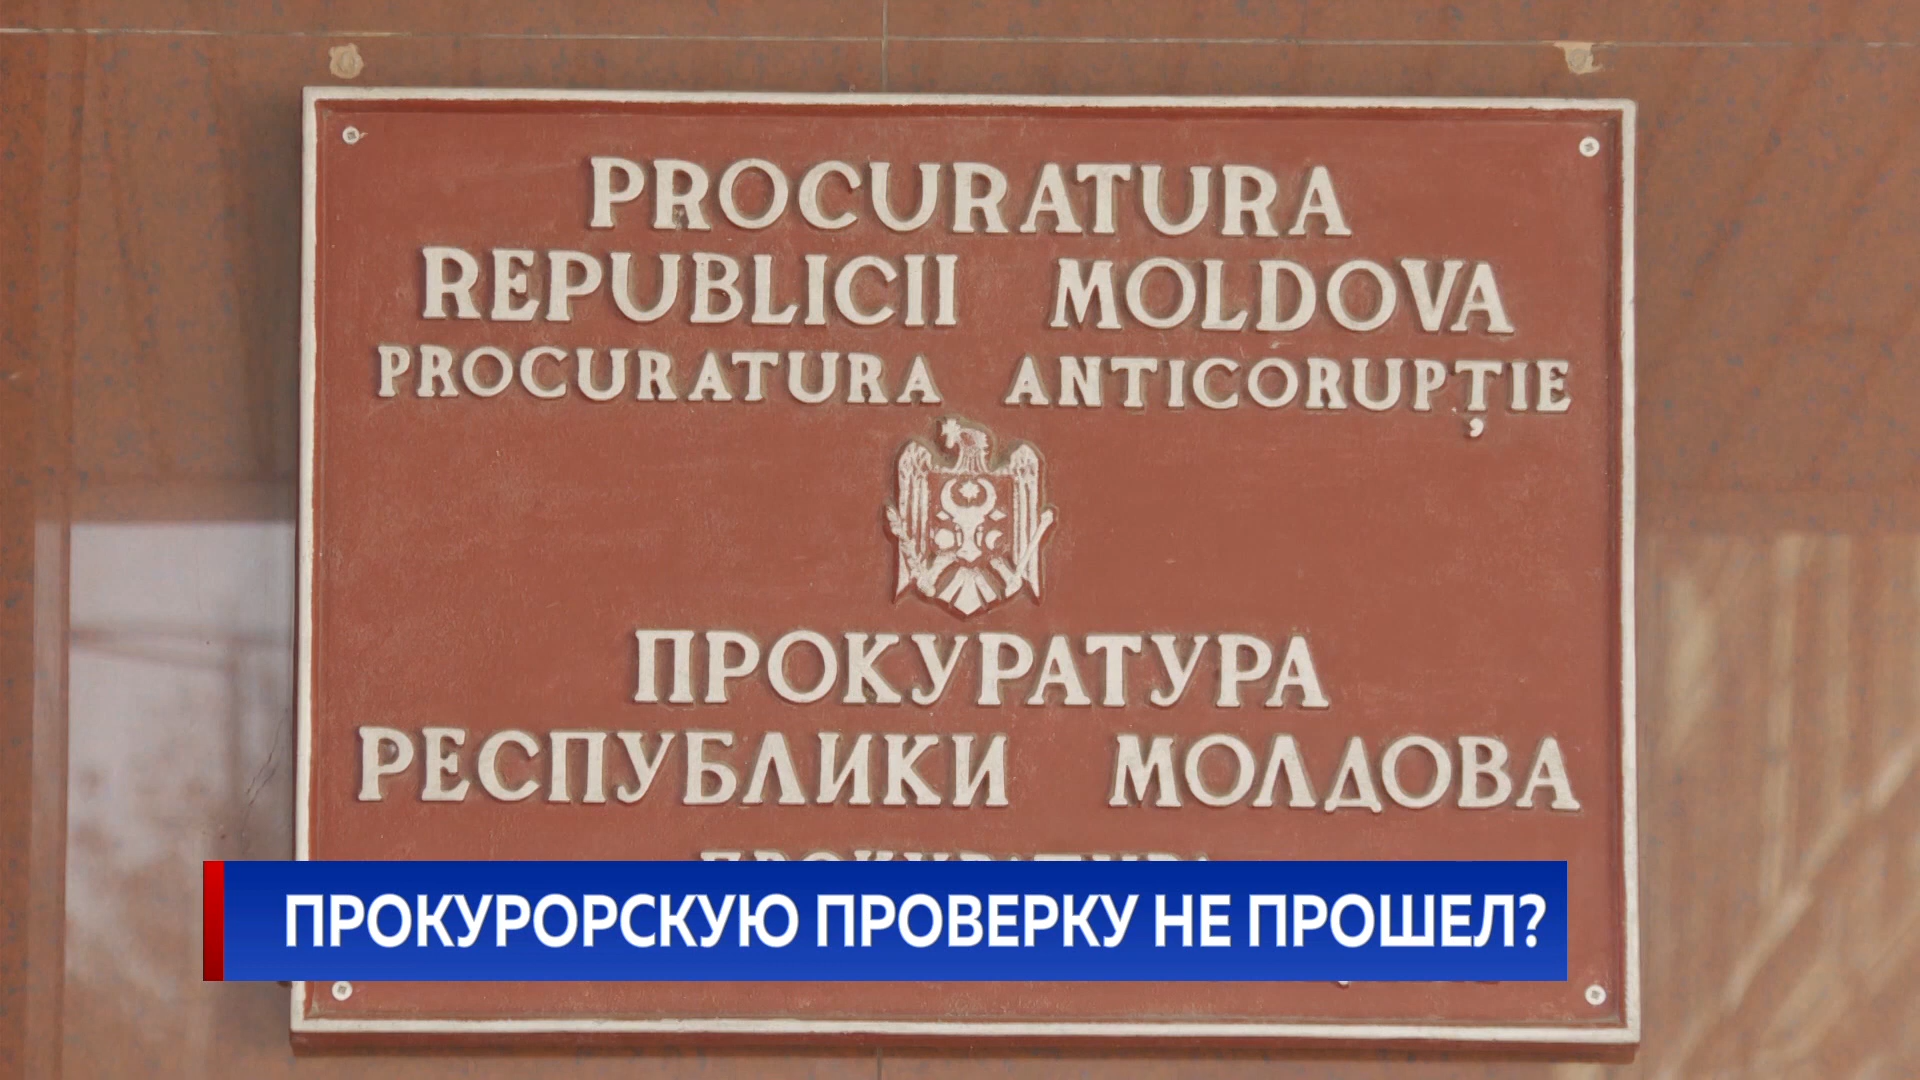 PROCURATURA
REPUBLICII MOLDOVA
PROCURATURA ANTICORUPȚIE
ПРОКУРАТУРА
РЕСПУБЛИКИ МОЛДОВА
ПРОКУРОРСКУЮ ПРОВЕРКУ НЕ ПРОШЕЛ?